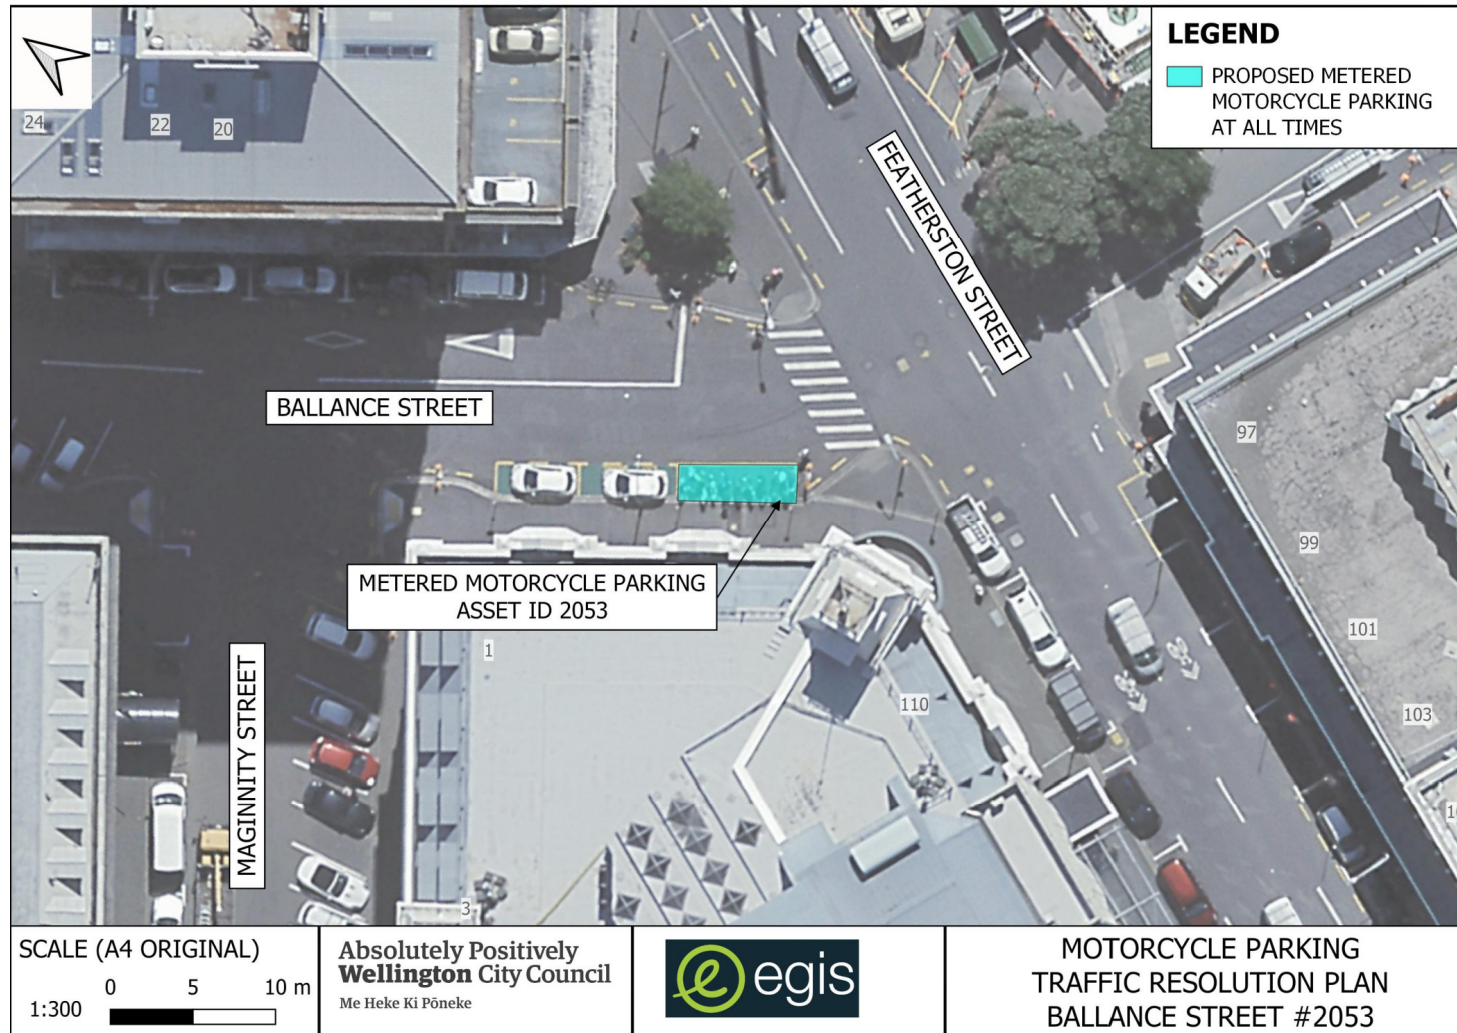 LEGEND
PROPOSED METERED
MOTORCYCLE PARKING
AT ALL TIMES
24
22
20
FEATHERSTON STREET
BALLANCE STREET
97
99
METERED MOTORCYCLE PARKING
ASSET ID 2053
101
1
MAGINNITY STREET
110
103
3
SCALE (A4 ORIGINAL)
0 5 10 m
1:300
Absolutely Positively
Wellington City Council
Me Heke Ki Pōneke
e egis
MOTORCYCLE PARKING
TRAFFIC RESOLUTION PLAN
BALLANCE STREET #2053